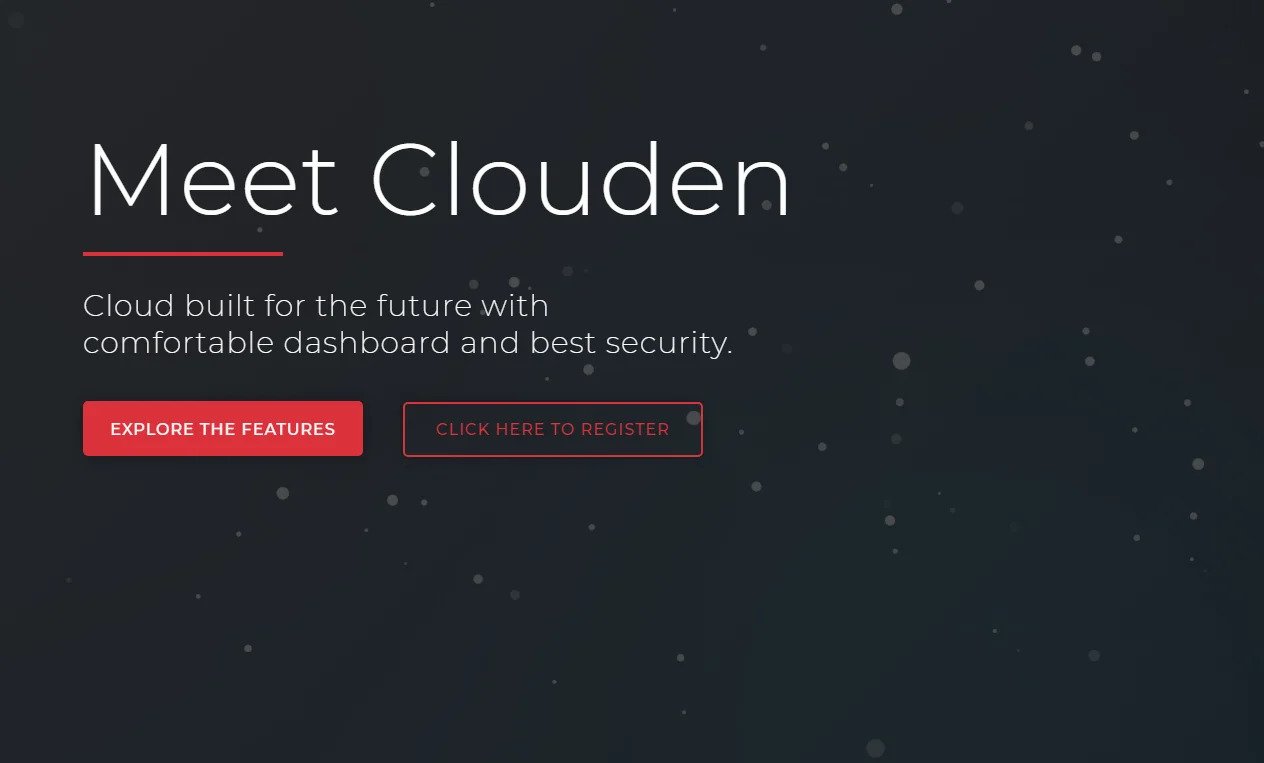 Meet Clouden
Cloud built for the future with
comfortable dashboard and best security.
EXPLORE THE FEATURES
CLICK HERE TO REGISTER